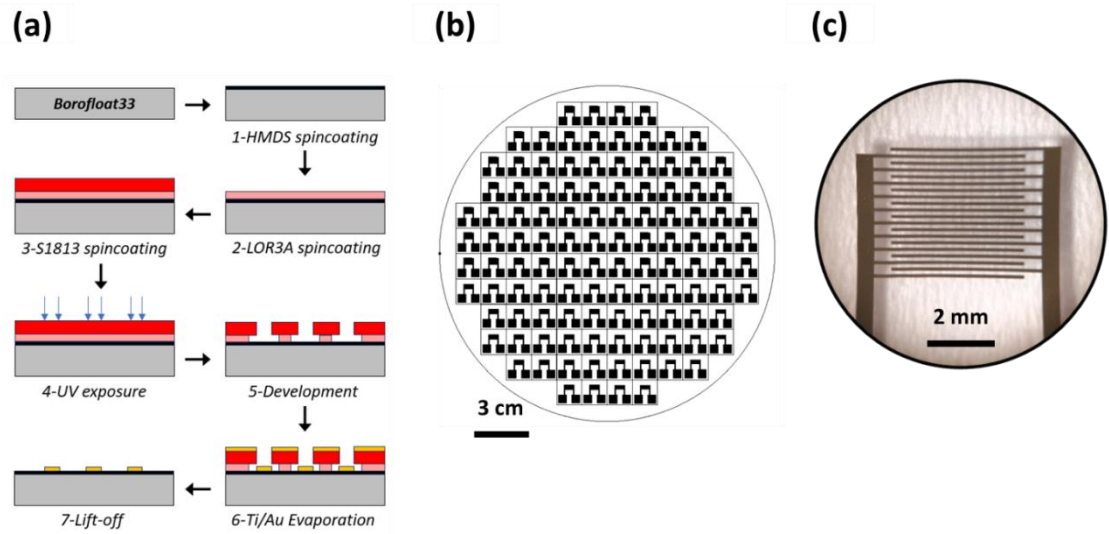 (a)
(b)
(c)
Borofloat33
1-HMDS spincoating
3-S1813 spincoating
2-LOR3A spincoating
4-UV exposure
5-Development
7-Lift-off
6-Ti/Au Evaporation
3 cm
2 mm